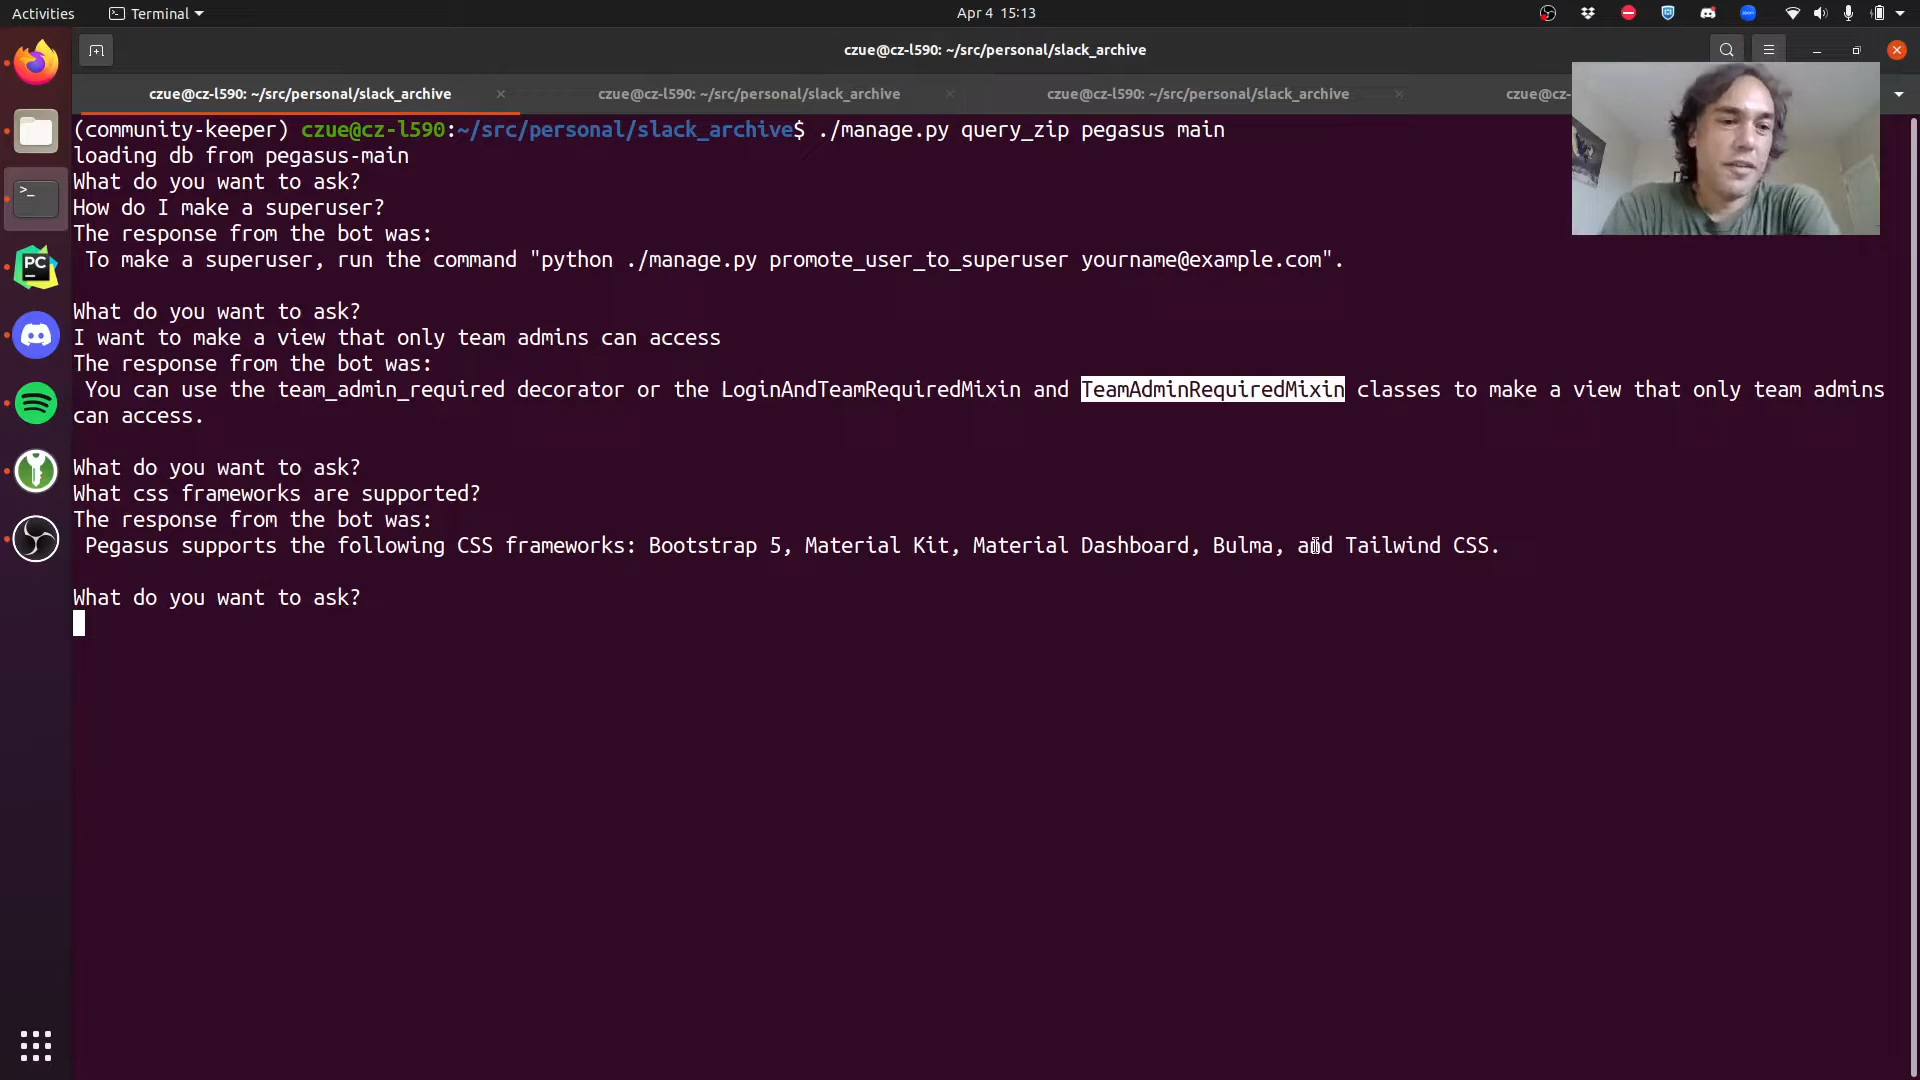 Activities
Terminal
Apr 4 15:13
czue@cz-l590: ~/src/personal/slack_archive
czue@cz-l590: ~/src/personal/slack_archive
czue@cz-l590: ~/src/personal/slack_archive
czue@cz-l590: ~/src/personal/slack_archive
czue@cz-
(community-keeper) czue@cz-l590:~/src/personal/slack_archive$ ./manage.py query_zip pegasus main
loading db from pegasus-main
What do you want to ask?
How do I make a superuser?
The response from the bot was:
To make a superuser, run the command "python ./manage.py promote_user_to_superuser yourname@example.com".
What do you want to ask?
I want to make a view that only team admins can access
The response from the bot was:
You can use the team_admin_required decorator or the LoginAndTeamRequiredMixin and TeamAdminRequiredMixin classes to make a view that only team admins
can access.
What do you want to ask?
What css frameworks are supported?
The response from the bot was:
Pegasus supports the following CSS frameworks: Bootstrap 5, Material Kit, Material Dashboard, Bulma, and Tailwind CSS.
What do you want to ask?
PC
zoom